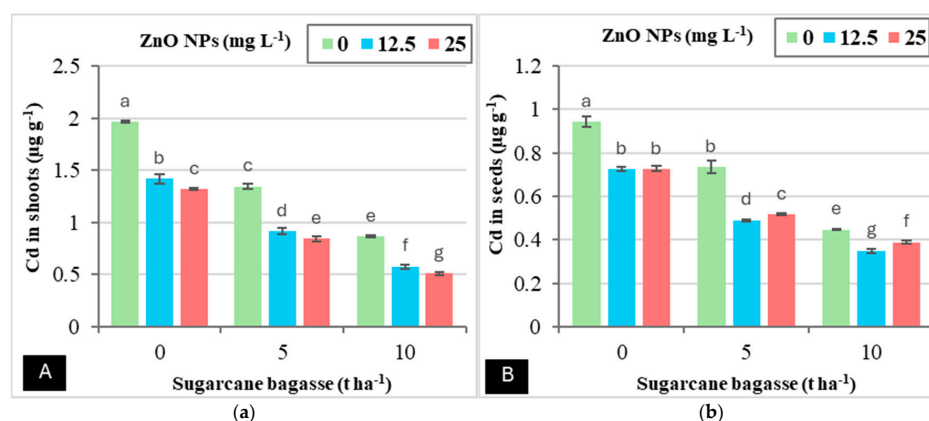 ZnO NPs (mg L-1)
0 12.5 25
Cd in shoots (µg g-1)
2.5
2
1.5
1
0.5
0
a
b
c
c
d
e
e
f
g
0 5 10
Sugarcane bagasse (t ha-1)
A
(a)
ZnO NPs (mg L-1)
0 12.5 25
Cd in seeds (µg g-1)
1.2
1
0.8
0.6
0.4
0.2
0
a
b
b
b
d
c
e
g
f
0 5 10
Sugarcane bagasse (t ha-1)
B
(b)